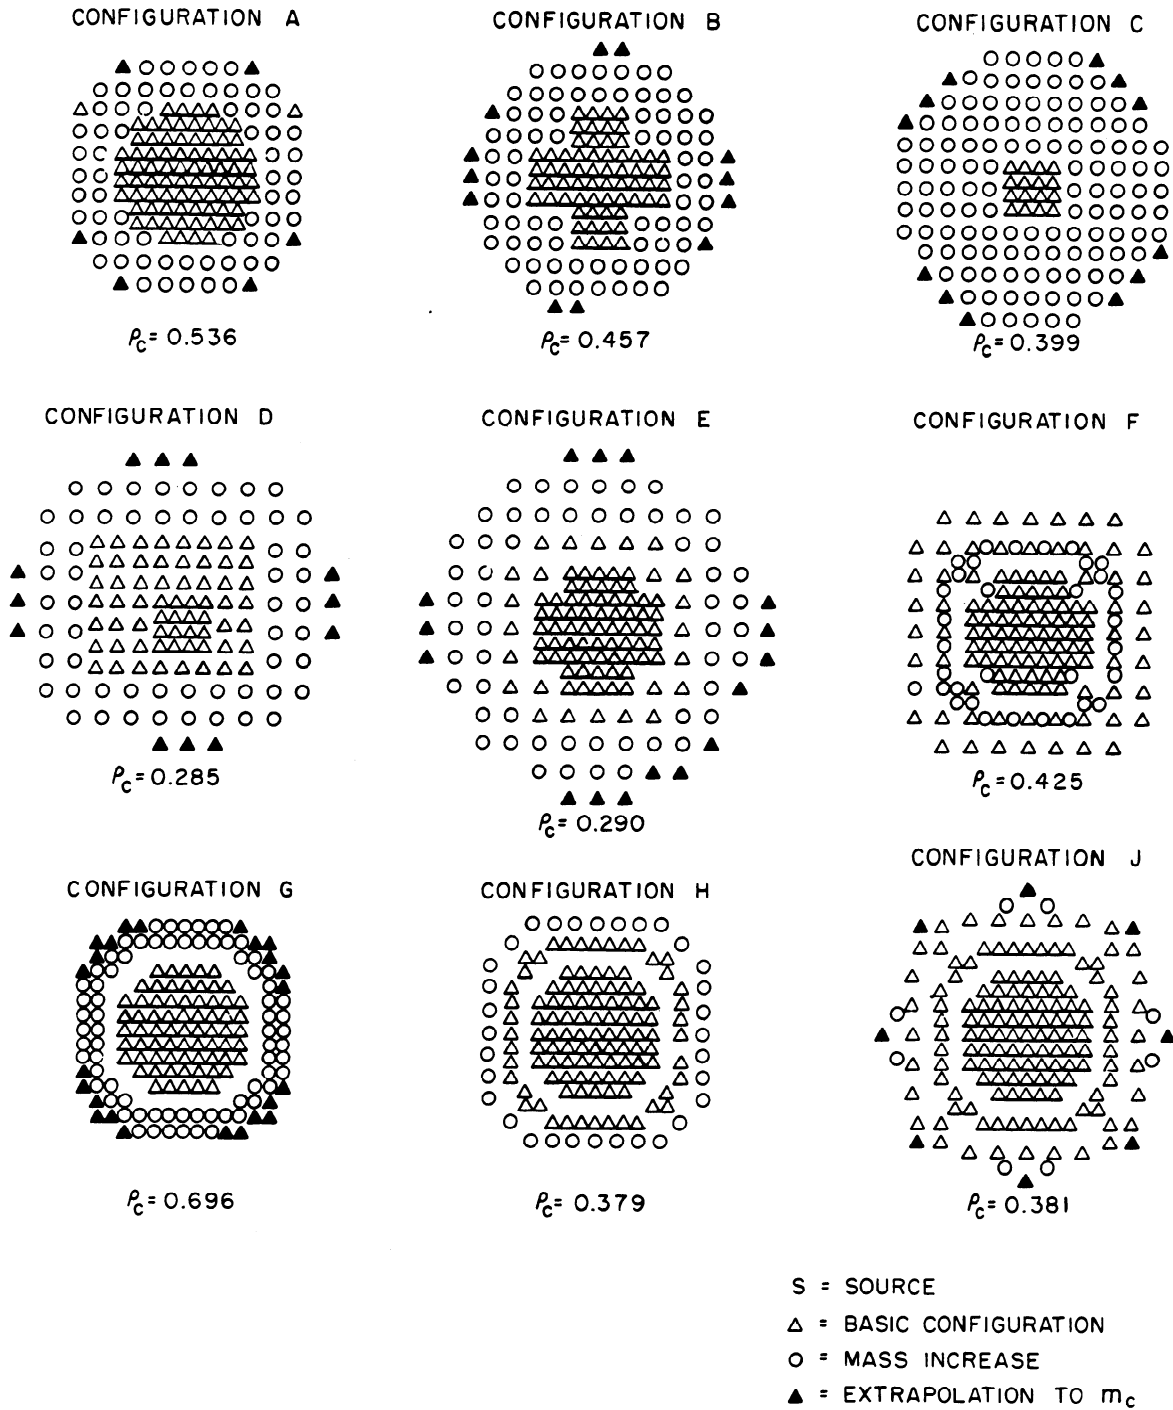 CONFIGURATION A
CONFIGURATION B
CONFIGURATION C
ρc= 0.536
ρc= 0.457
ρc= 0.399
CONFIGURATION D
CONFIGURATION E
CONFIGURATION F
ρc= 0.285
ρc= 0.290
ρc= 0.425
CONFIGURATION G
CONFIGURATION H
CONFIGURATION J
ρc= 0.696
ρc= 0.379
ρc= 0.381
S = SOURCE
△ = BASIC CONFIGURATION
○ = MASS INCREASE
▲ = EXTRAPOLATION TO mc